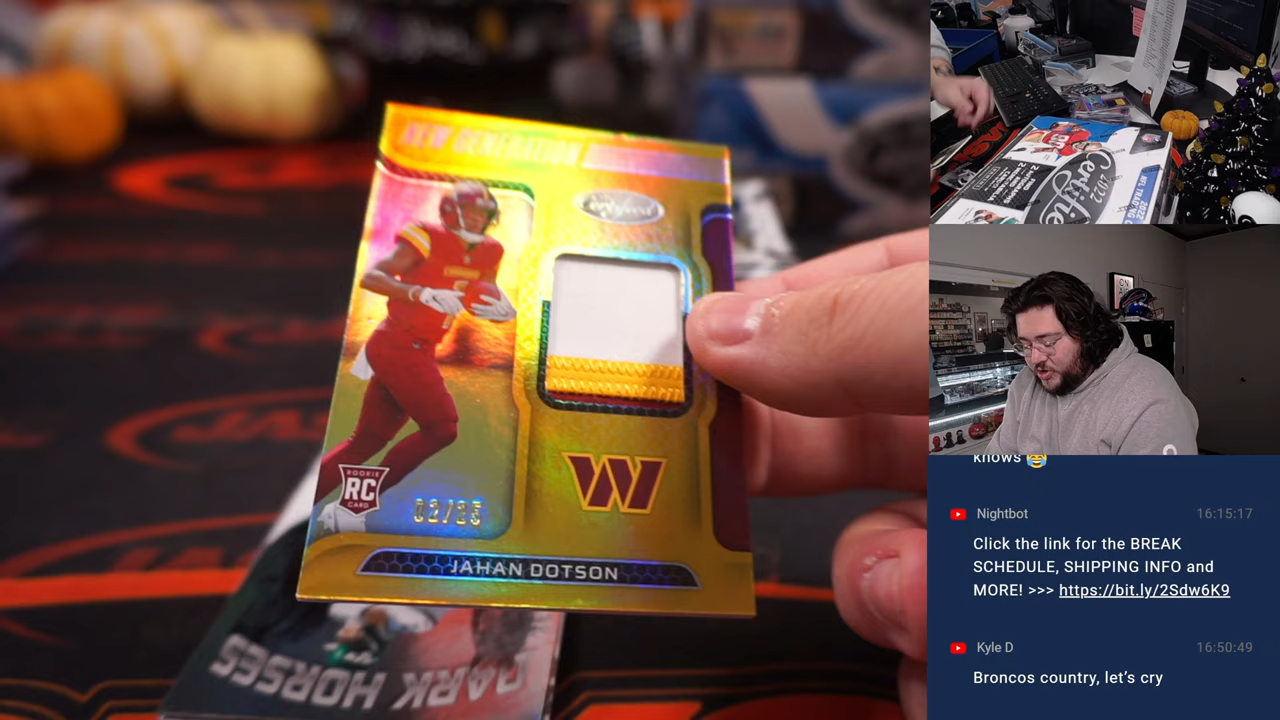 NEW GENERATION
Certified
ROOKIE
RC
CARD
02/25
W
JAHAN DOTSON
DARK HORSES
2022
Certified
ON
AIR
knows 😂
Nightbot
16:15:17
Click the link for the BREAK
SCHEDULE, SHIPPING INFO and
MORE! >>> https://bit.ly/2Sdw6K9
Kyle D
16:50:49
Broncos country, let’s cry